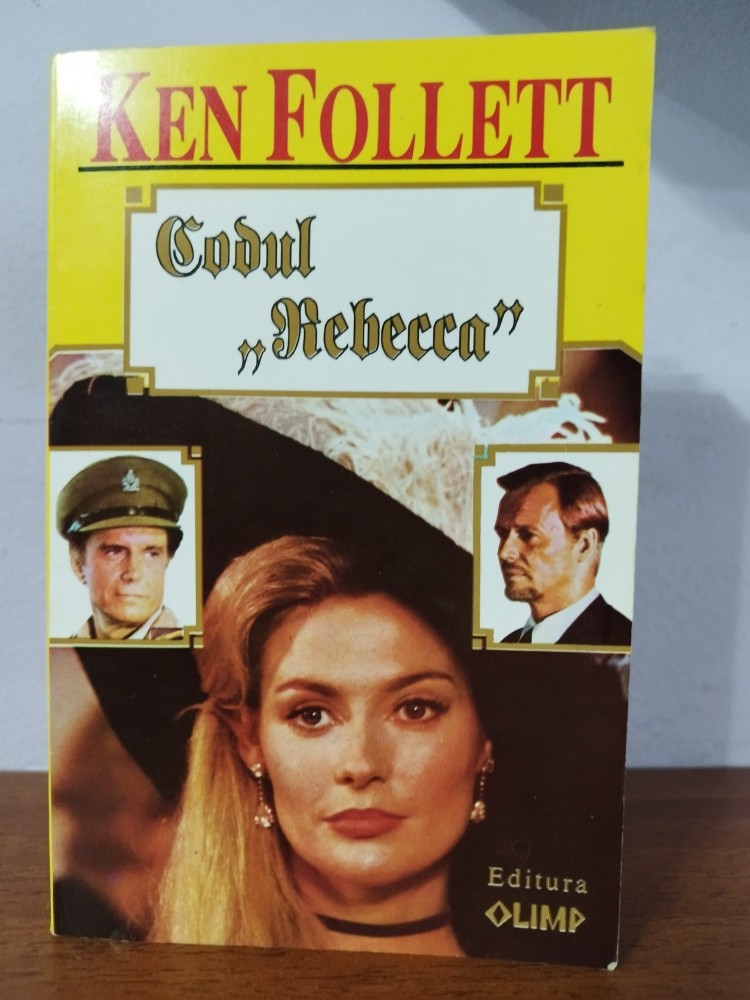 KEN FOLLETT
Codul
„Rebecca”
Editura
OLIMP